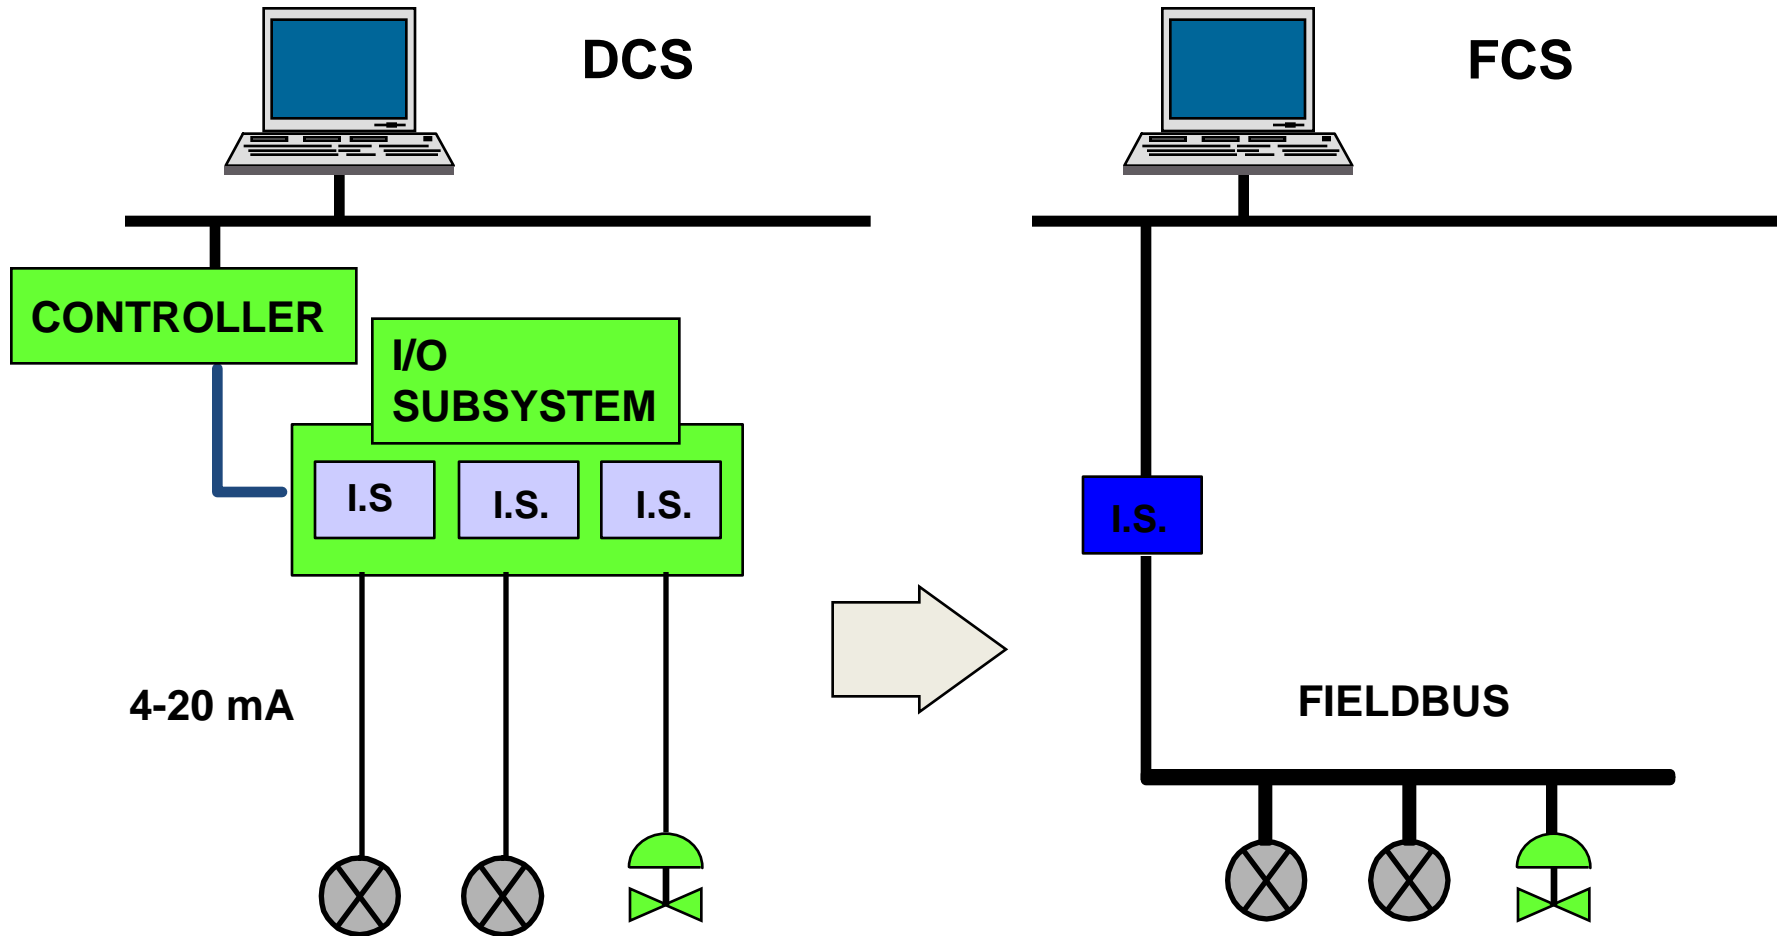 DCS
FCS
CONTROLLER
I/O
SUBSYSTEM
I.S
I.S.
I.S.
I.S.
4-20 mA
FIELDBUS